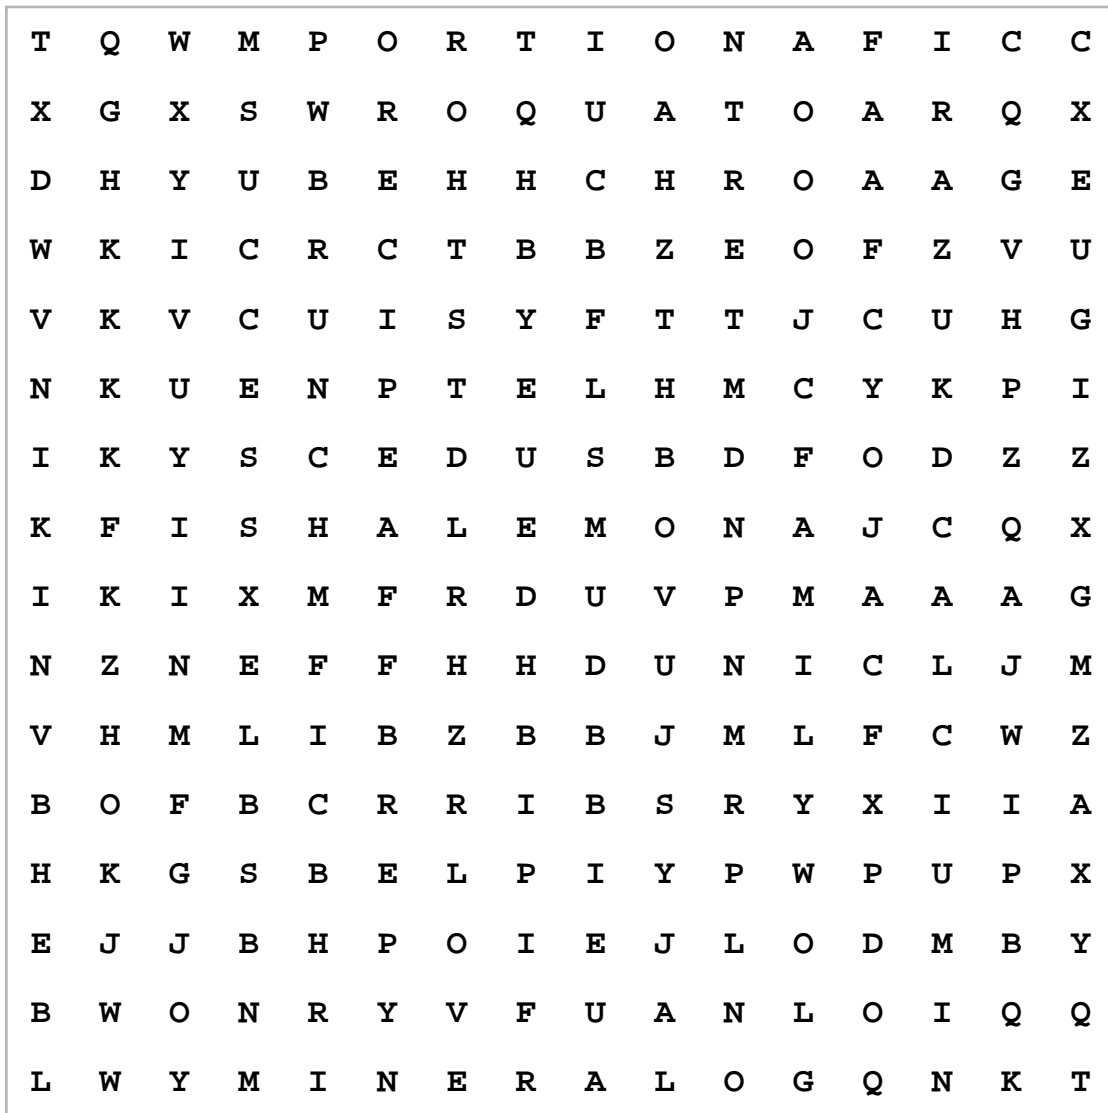 T Q W M P O R T I O N A F I C C
X G X S W R O Q U A T O A R Q X
D H Y U B E H H C H R O A A G E
W K I C R C T B B Z E O F Z V U
V K V C U I S Y F T T J C U H G
N K U E N P T E L H M C Y K P I
I K Y S C E D U S B D F O D Z Z
K F I S H A L E M O N A J C Q X
I K I X M F R D U V P M A A A G
N Z N E F F H H D U N I C L J M
V H M L I B Z B B J M L F C W Z
B O F B C R R I B S R Y X I I A
H K G S B E L P I Y P W P U P X
E J J B H P O I E J L O D M B Y
B W O N R Y V F U A N L O I Q Q
L W Y M I N E R A L O G Q N K T